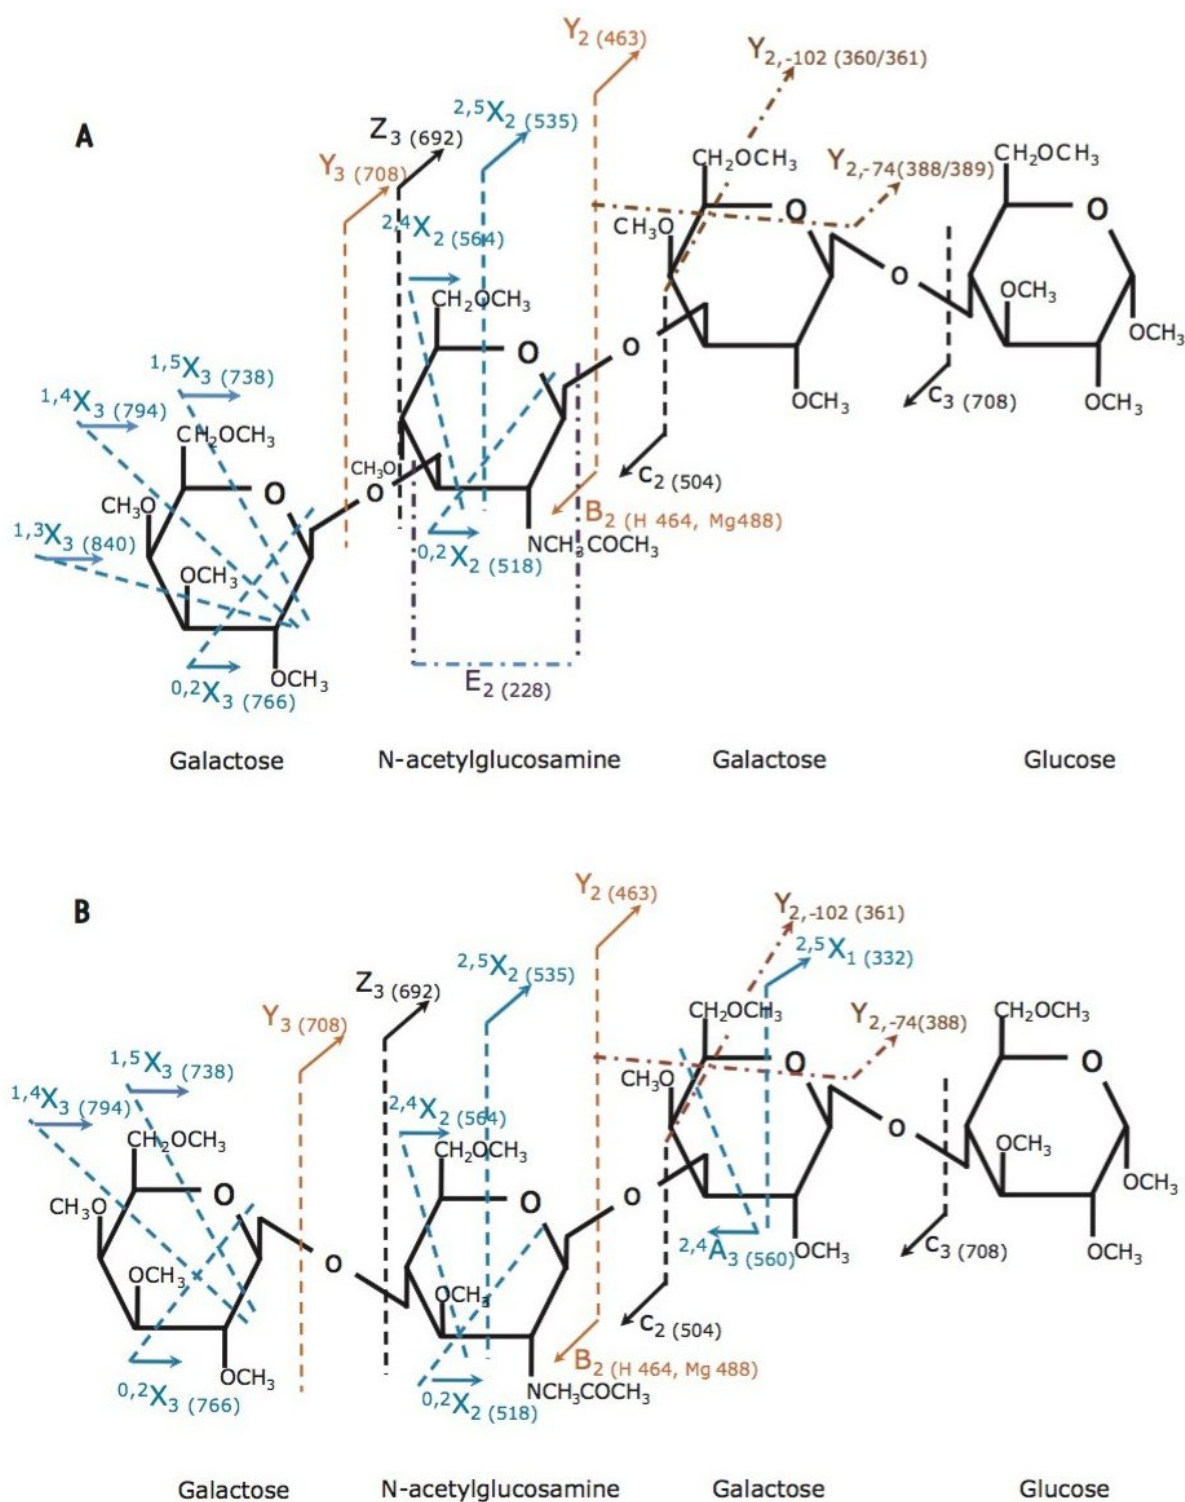 A
Y2 (463)
Y2,-102 (360/361)
Z3 (692)
2,5X2 (535)
Y3 (708)
CH2OCH3
Y2,-74(388/389)
CH2OCH3
2,4X2 (564)
CH3O
O
O
O
OCH3
CH2OCH3
OCH3
1,5X3 (738)
O
O
1,4X3 (794)
OCH3
C3 (708)
OCH3
CH2OCH3
CH3O
C2 (504)
O
O
CH3O
B2 (H 464, Mg488)
1,3X3 (840)
0,2X2 (518)
NCH3COCH3
OCH3
OCH3
0,2X3 (766)
E2 (228)
Galactose
N-acetylglucosamine
Galactose
Glucose
B
Y2 (463)
Y2,-102 (361)
2,5X1 (332)
2,5X2 (535)
Z3 (692)
Y3 (708)
CH2OCH3
Y2,-74(388)
CH2OCH3
1,5X3 (738)
CH3O
O
O
1,4X3 (794)
2,4X2 (564)
O
CH2OCH3
CH2OCH3
OCH3
OCH3
CH3O
O
O
O
2,4A3 (560)
OCH3
C3 (708)
OCH3
O
OCH3
OCH3
C2 (504)
B2 (H 464, Mg 488)
OCH3
0,2X3 (766)
0,2X2 (518)
NCH3COCH3
Galactose
N-acetylglucosamine
Galactose
Glucose